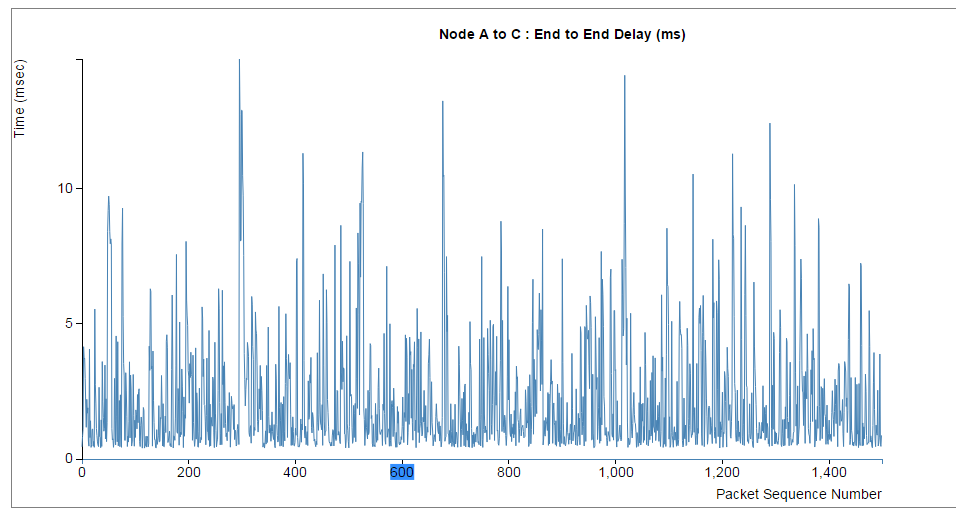 Node A to C : End to End Delay (ms)
Time (msec)
10
5
0
0 200 400 600 800 1,000 1,200 1,400
Packet Sequence Number